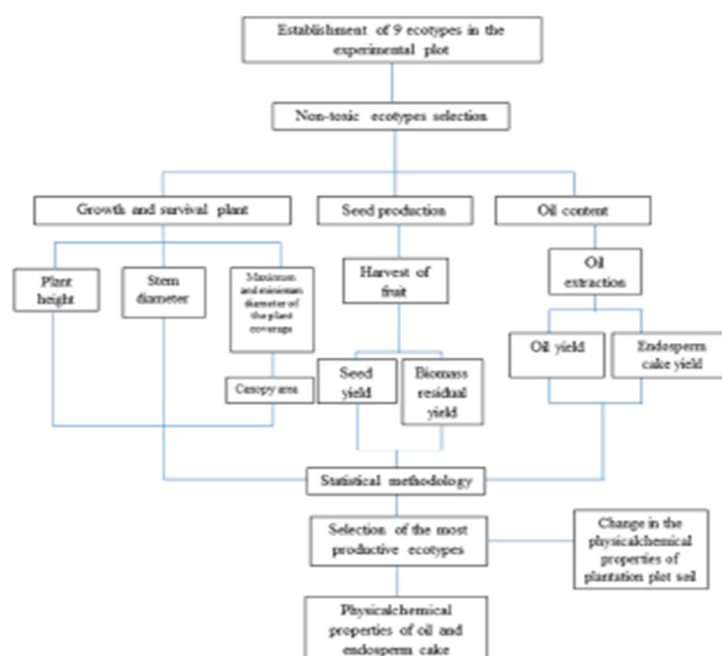 Establishment of 9 ecotypes in the
experimental plot
Non-toxic ecotypes selection
Growth and survival plant
Seed production
Oil content
Plant
height
Stem
diameter
Maximum
and minimum
diameter of
the plant
coverage
Canopy area
Harvest of
fruit
Seed
yield
Biomass
residual
yield
Oil
extraction
Oil yield
Endosperm
cake yield
Statistical methodology
Selection of the most
productive ecotypes
Change in the
physicalchemical
properties of
plantation plot soil
Physicalchemical
properties of oil and
endosperm cake